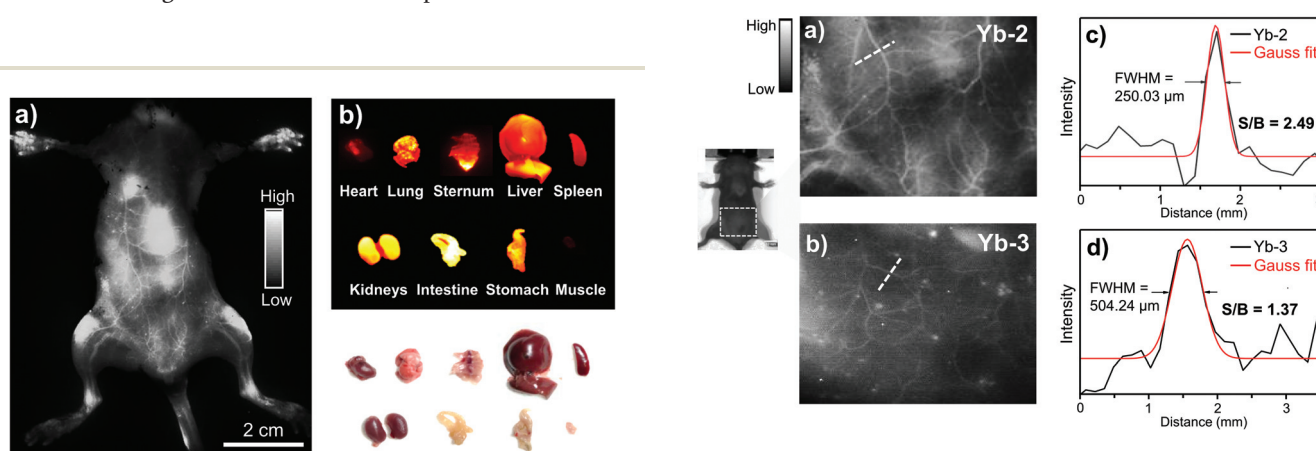 a)
High
Low
2 cm
b)
Heart Lung Sternum Liver Spleen
Kidneys Intestine Stomach Muscle
High
Low
a)
Yb-2
b)
Yb-3
c)
Yb-2
Gauss fit
FWHM =
250.03 µm
S/B = 2.49
Intensity
0 1 2
Distance (mm)
d)
Yb-3
Gauss fit
FWHM =
504.24 µm
S/B = 1.37
Intensity
0 1 2 3
Distance (mm)